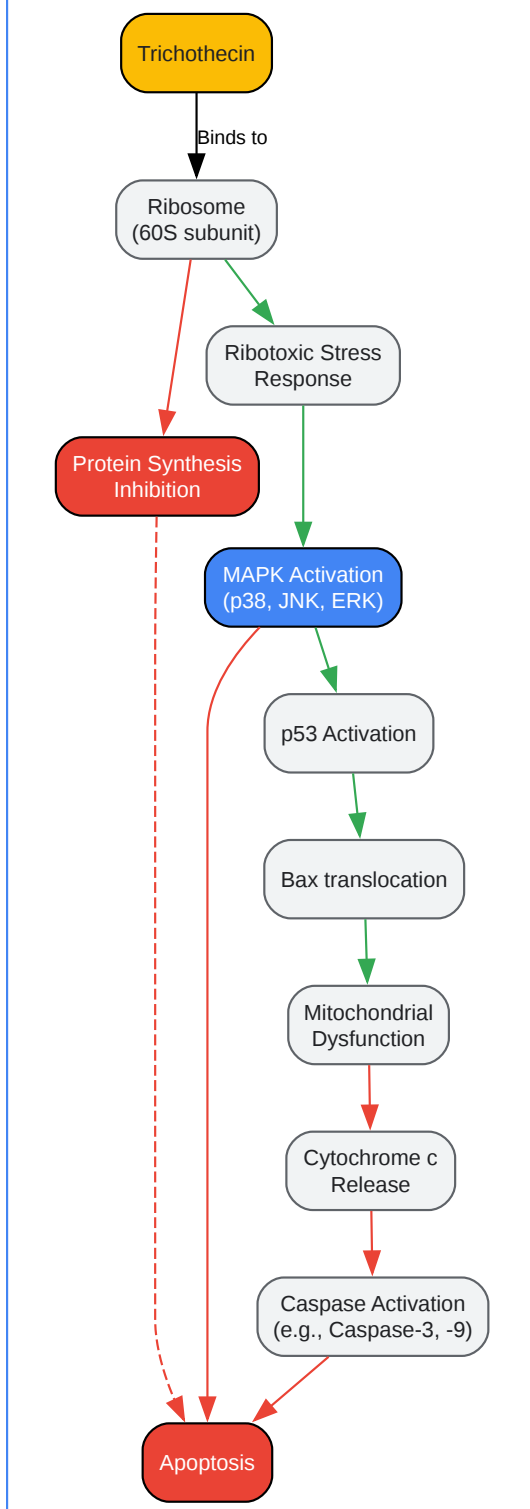 Trichothecin
Binds to
Ribosome
(60S subunit)
Ribotoxic Stress
Response
Protein Synthesis
Inhibition
MAPK Activation
(p38, JNK, ERK)
p53 Activation
Bax translocation
Mitochondrial
Dysfunction
Cytochrome c
Release
Caspase Activation
(e.g., Caspase-3, -9)
Apoptosis